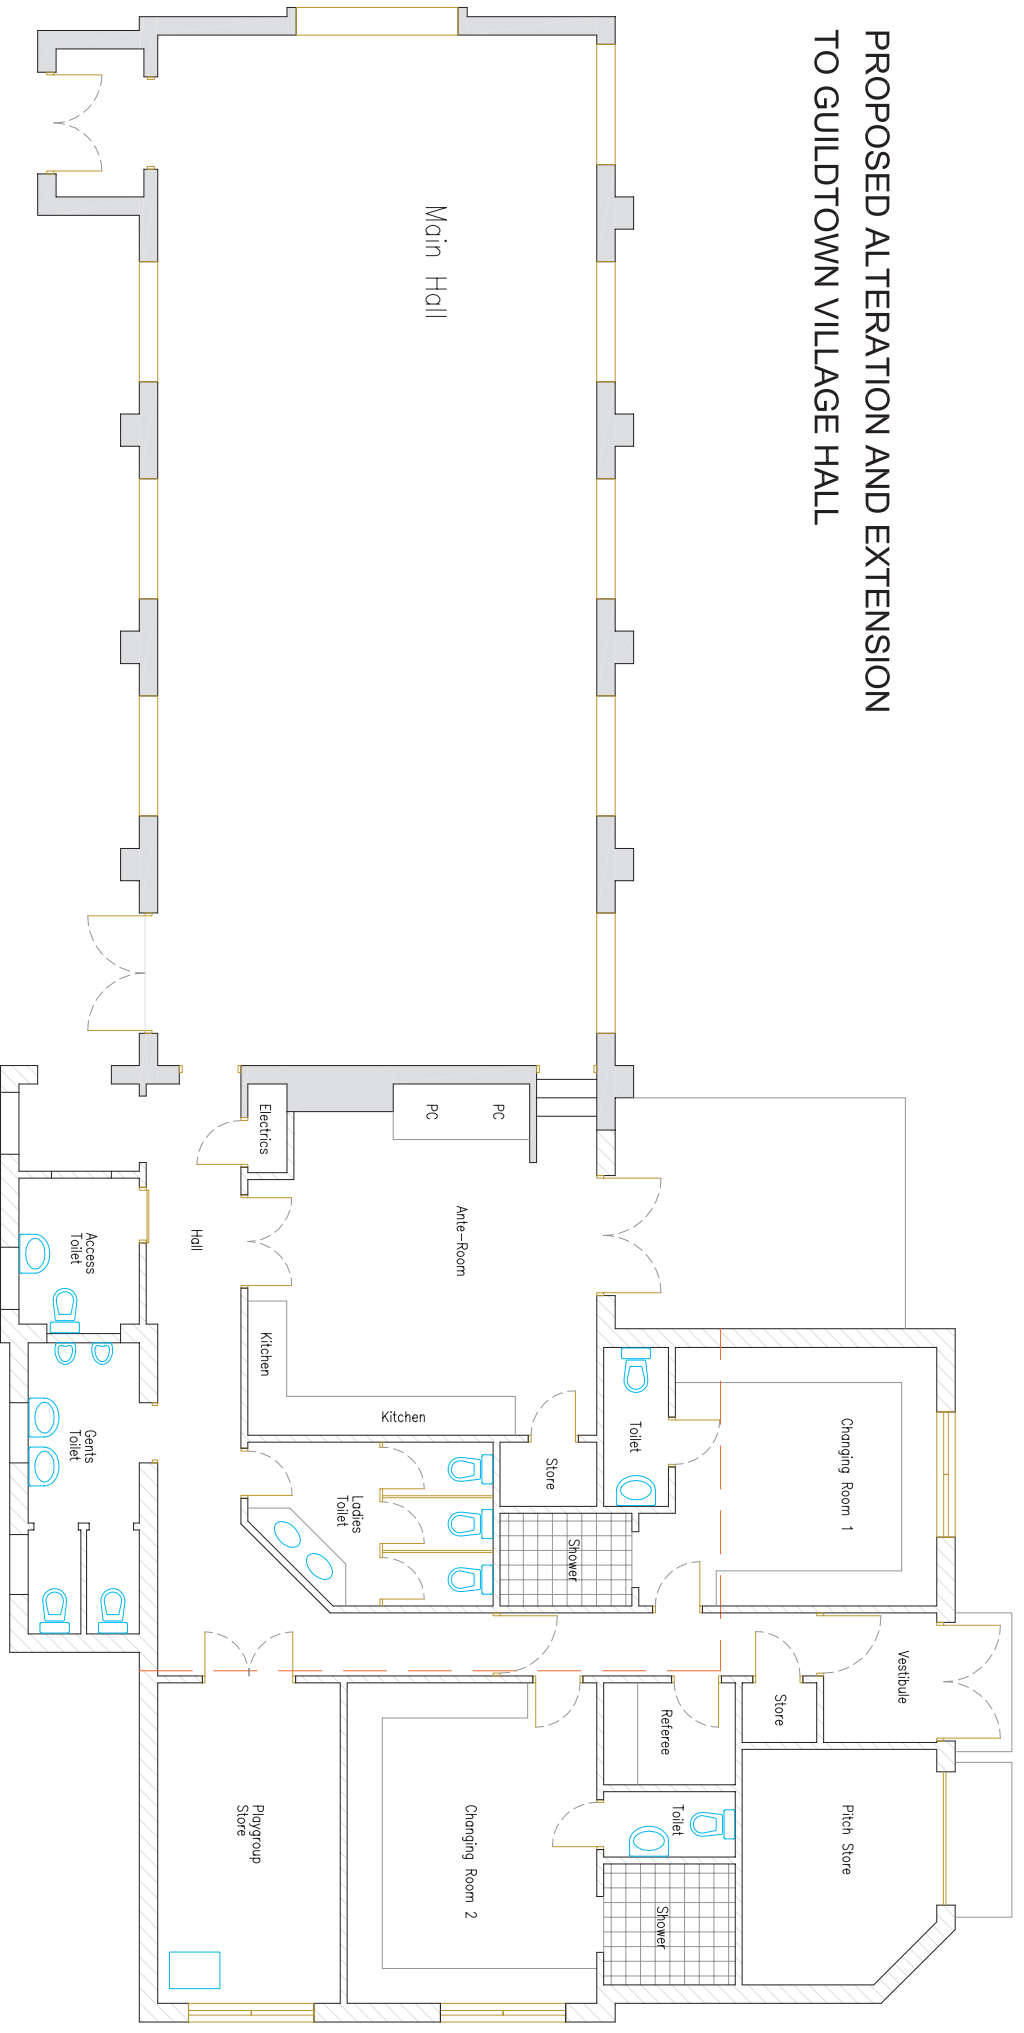 PROPOSED ALTERATION AND EXTENSION
TO GUILDTOWN VILLAGE HALL
Main Hall
PC
PC
Electrics
Ante-Room
Hall
Access
Toilet
Kitchen
Kitchen
Gents
Toilet
Ladies
Toilet
Store
Toilet
Changing Room 1
Shower
Vestibule
Store
Referee
Pitch Store
Toilet
Changing Room 2
Playgroup
Store
Shower